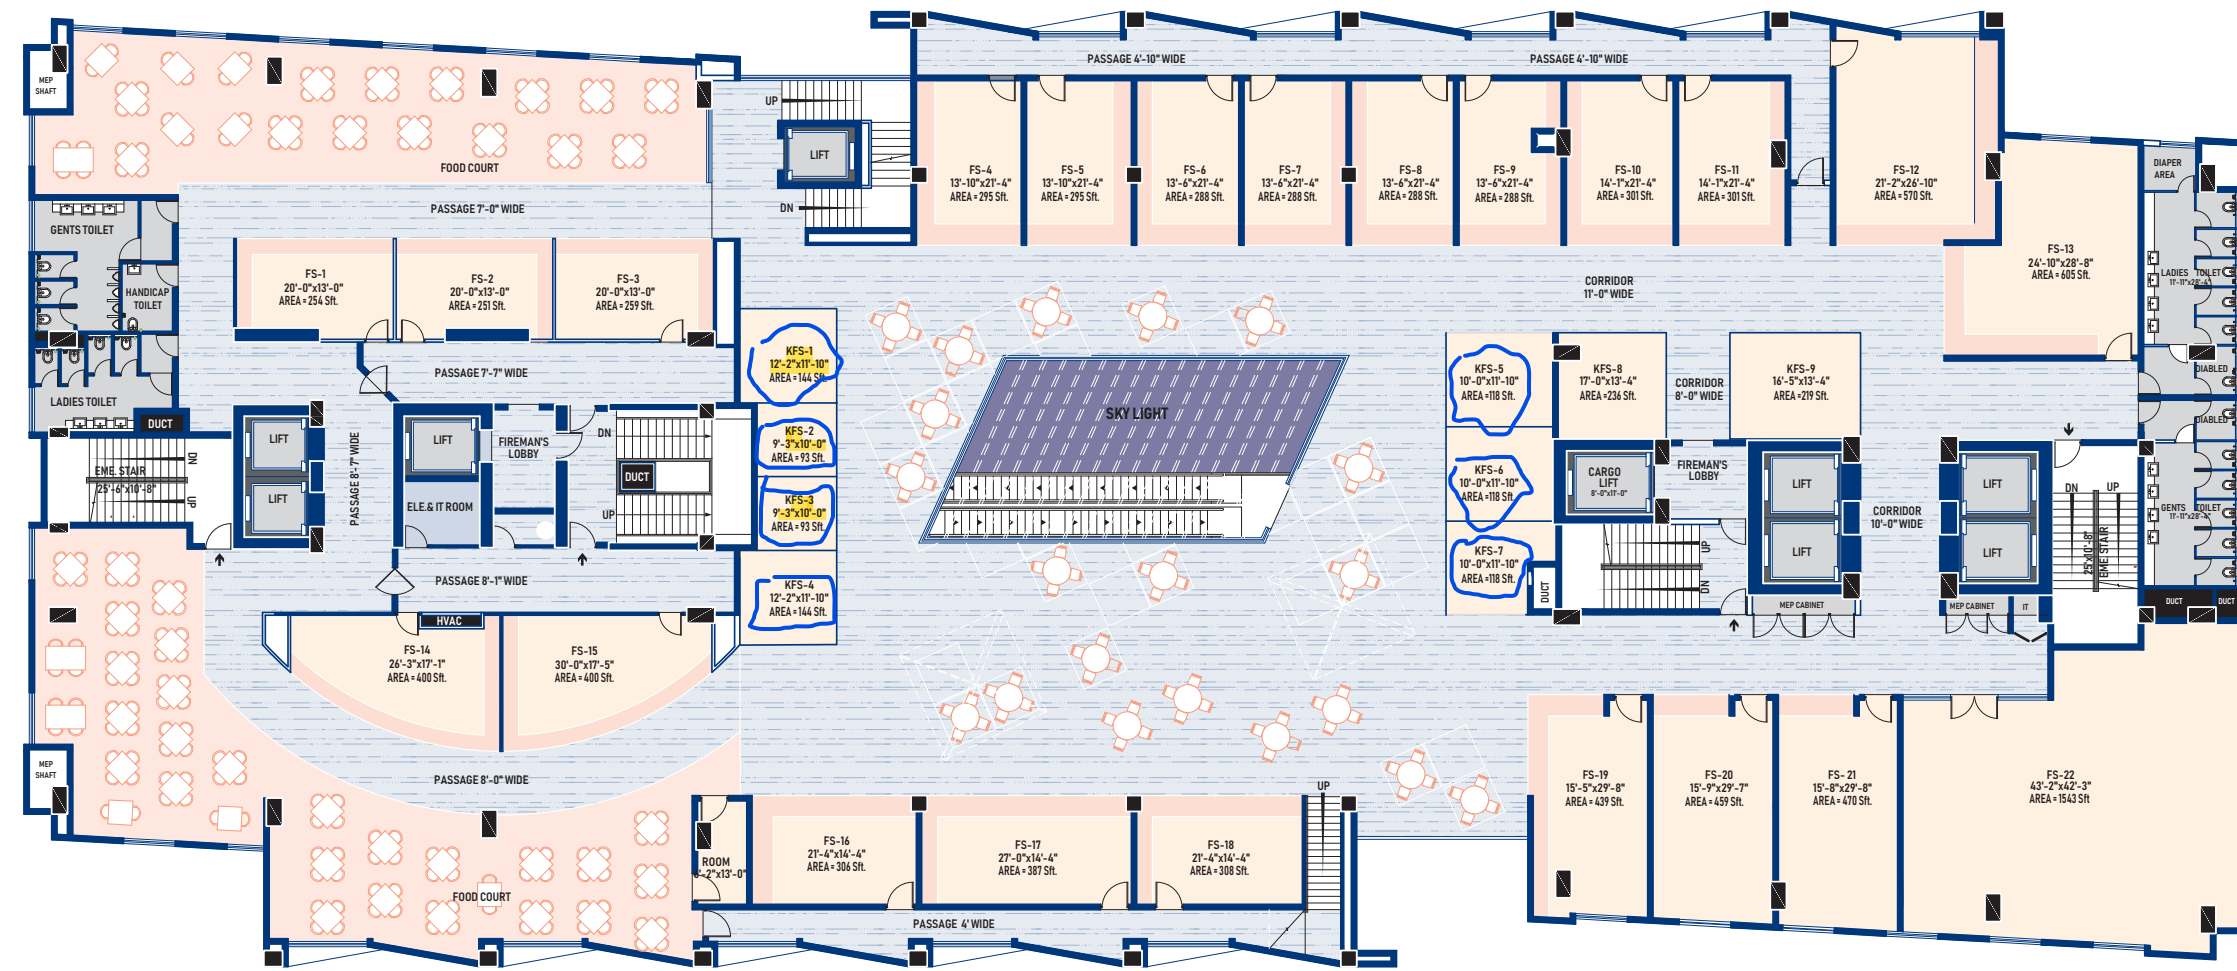 MEP
SHAFT
FOOD COURT
PASSAGE 7'-0" WIDE
GENTS TOILET
HANDICAP
TOILET
LADIES TOILET
DUCT
FS-1
20'-0"x13'-0"
AREA = 254 Sft.
FS-2
20'-0"x13'-0"
AREA = 251 Sft.
FS-3
20'-0"x13'-0"
AREA = 259 Sft.
PASSAGE 7'-7" WIDE
UP
LIFT
DN
PASSAGE 4'-10" WIDE
PASSAGE 4'-10" WIDE
FS-4
13'-10"x21'-4"
AREA = 295 Sft.
FS-5
13'-10"x21'-4"
AREA = 295 Sft.
FS-6
13'-6"x21'-4"
AREA = 288 Sft.
FS-7
13'-6"x21'-4"
AREA = 288 Sft.
FS-8
13'-6"x21'-4"
AREA = 288 Sft.
FS-9
13'-6"x21'-4"
AREA = 288 Sft.
FS-10
14'-1"x21'-4"
AREA = 301 Sft.
FS-11
14'-1"x21'-4"
AREA = 301 Sft.
FS-12
21'-2"x26'-10"
AREA = 570 Sft.
FS-13
24'-10"x28'-8"
AREA = 605 Sft.
DIAPER
AREA
LADIES TOILET
11'-11"x28'-4"
DIABLED
DIABLED
GENTS TOILET
11'-11"x28'-4"
CORRIDOR
11'-0" WIDE
KFS-1
12'-2"x11'-10"
AREA = 144 Sft.
KFS-2
9'-3"x10'-0"
AREA = 93 Sft.
KFS-3
9'-3"x10'-0"
AREA = 93 Sft.
KFS-4
12'-2"x11'-10"
AREA = 144 Sft.
SKY LIGHT
KFS-5
10'-0"x11'-10"
AREA =118 Sft.
KFS-6
10'-0"x11'-10"
AREA =118 Sft.
KFS-7
10'-0"x11'-10"
AREA =118 Sft.
KFS-8
17'-0"x13'-4"
AREA =236 Sft.
CORRIDOR
8'-0" WIDE
KFS-9
16'-5"x13'-4"
AREA =219 Sft.
EME. STAIR
25'-6"x10'-8"
DN
UP
LIFT
LIFT
PASSAGE 8'-7" WIDE
LIFT
ELE.& IT ROOM
FIREMAN'S
LOBBY
DN
DUCT
UP
PASSAGE 8'-1" WIDE
CARGO
LIFT
8'-0"x11'-0"
FIREMAN'S
LOBBY
UP
DN
DUCT
LIFT
LIFT
CORRIDOR
10'-0" WIDE
LIFT
LIFT
DN
UP
EME STAIR
MEP CABINET
MEP CABINET
IT
DUCT
DUCT
HVAC
FS-14
26'-3"x17'-1"
AREA = 400 Sft.
FS-15
30'-0"x17'-5"
AREA = 400 Sft.
PASSAGE 8'-0" WIDE
MEP
SHAFT
FOOD COURT
ROOM
FS-16
21'-4"x14'-4"
AREA = 306 Sft.
FS-17
27'-0"x14'-4"
AREA = 387 Sft.
FS-18
21'-4"x14'-4"
AREA = 308 Sft.
UP
PASSAGE 4' WIDE
FS-19
15'-5"x29'-8"
AREA = 439 Sft.
FS-20
15'-9"x29'-7"
AREA = 459 Sft.
FS- 21
15'-8"x29'-8"
AREA = 470 Sft.
FS-22
43'-2"x42'-3"
AREA = 1543 Sft